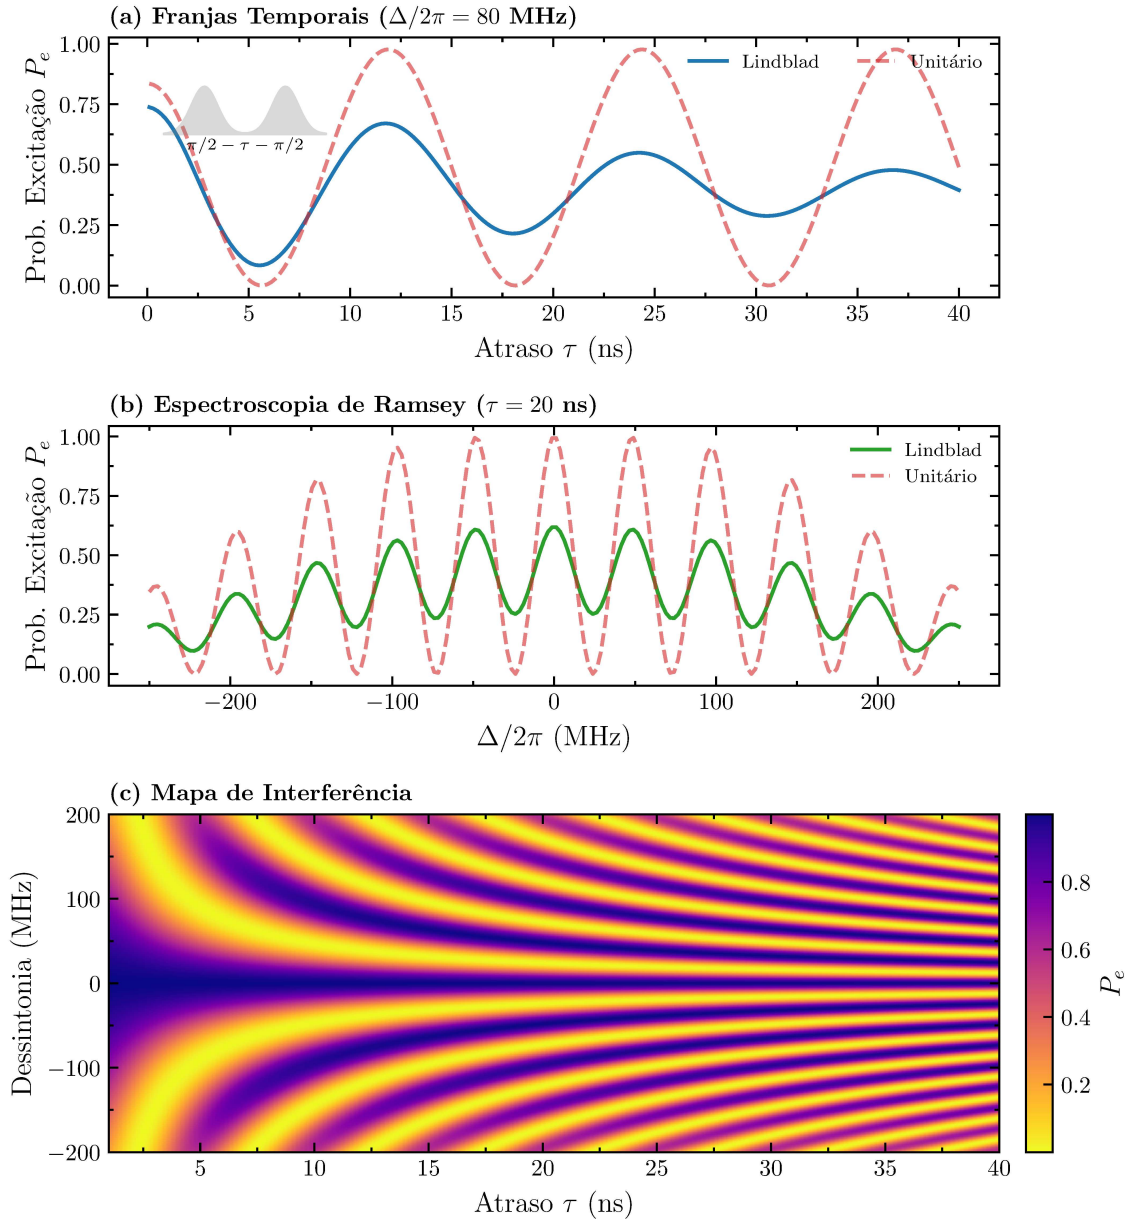 (a) Franjas Temporais (Δ/2π = 80 MHz)
Prob. Excitação Pₑ
1.00
0.75
0.50
0.25
0.00
Lindblad
Unitário
π/2 − τ − π/2
0 5 10 15 20 25 30 35 40
Atraso τ (ns)
(b) Espectroscopia de Ramsey (τ = 20 ns)
Prob. Excitação Pₑ
1.00
0.75
0.50
0.25
0.00
Lindblad
Unitário
−200 −100 0 100 200
Δ/2π (MHz)
(c) Mapa de Interferência
Dessintonia (MHz)
200
100
0
−100
−200
5 10 15 20 25 30 35 40
Atraso τ (ns)
0.8
0.6
0.4
0.2
Pₑ